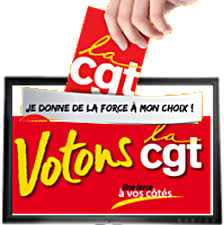 la
cgt
JE DONNE DE LA FORCE À MON CHOIX !
Votons la cgt
Une force
à vos côtés